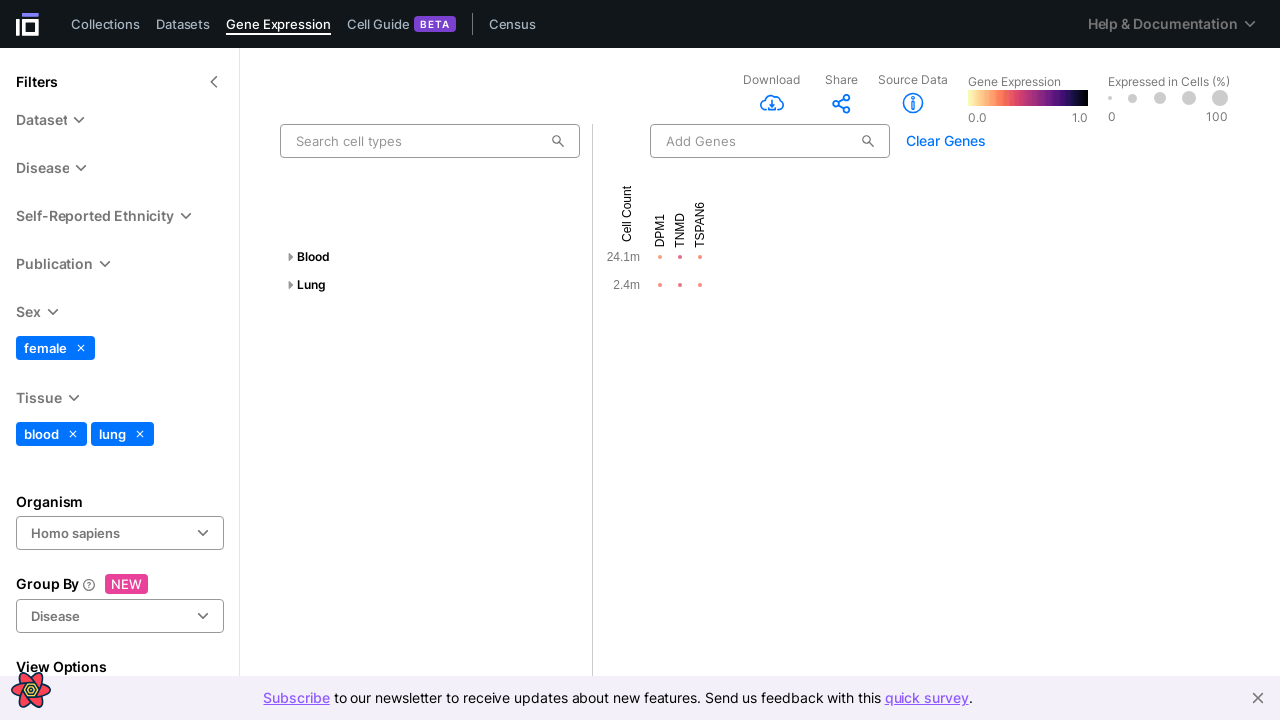 Collections Datasets Gene Expression Cell Guide BETA Census Help & Documentation
Filters
Dataset
Disease
Self-Reported Ethnicity
Publication
Sex
female ×
Tissue
blood × lung ×
Organism
Homo sapiens
Group By NEW
Disease
View Options
Download Share Source Data Gene Expression Expressed in Cells (%)
0.0 1.0 0 100
Search cell types Add Genes Clear Genes
Cell Count DPM1 TNMD TSPAN6
Blood 24.1m
Lung 2.4m
Subscribe to our newsletter to receive updates about new features. Send us feedback with this quick survey.